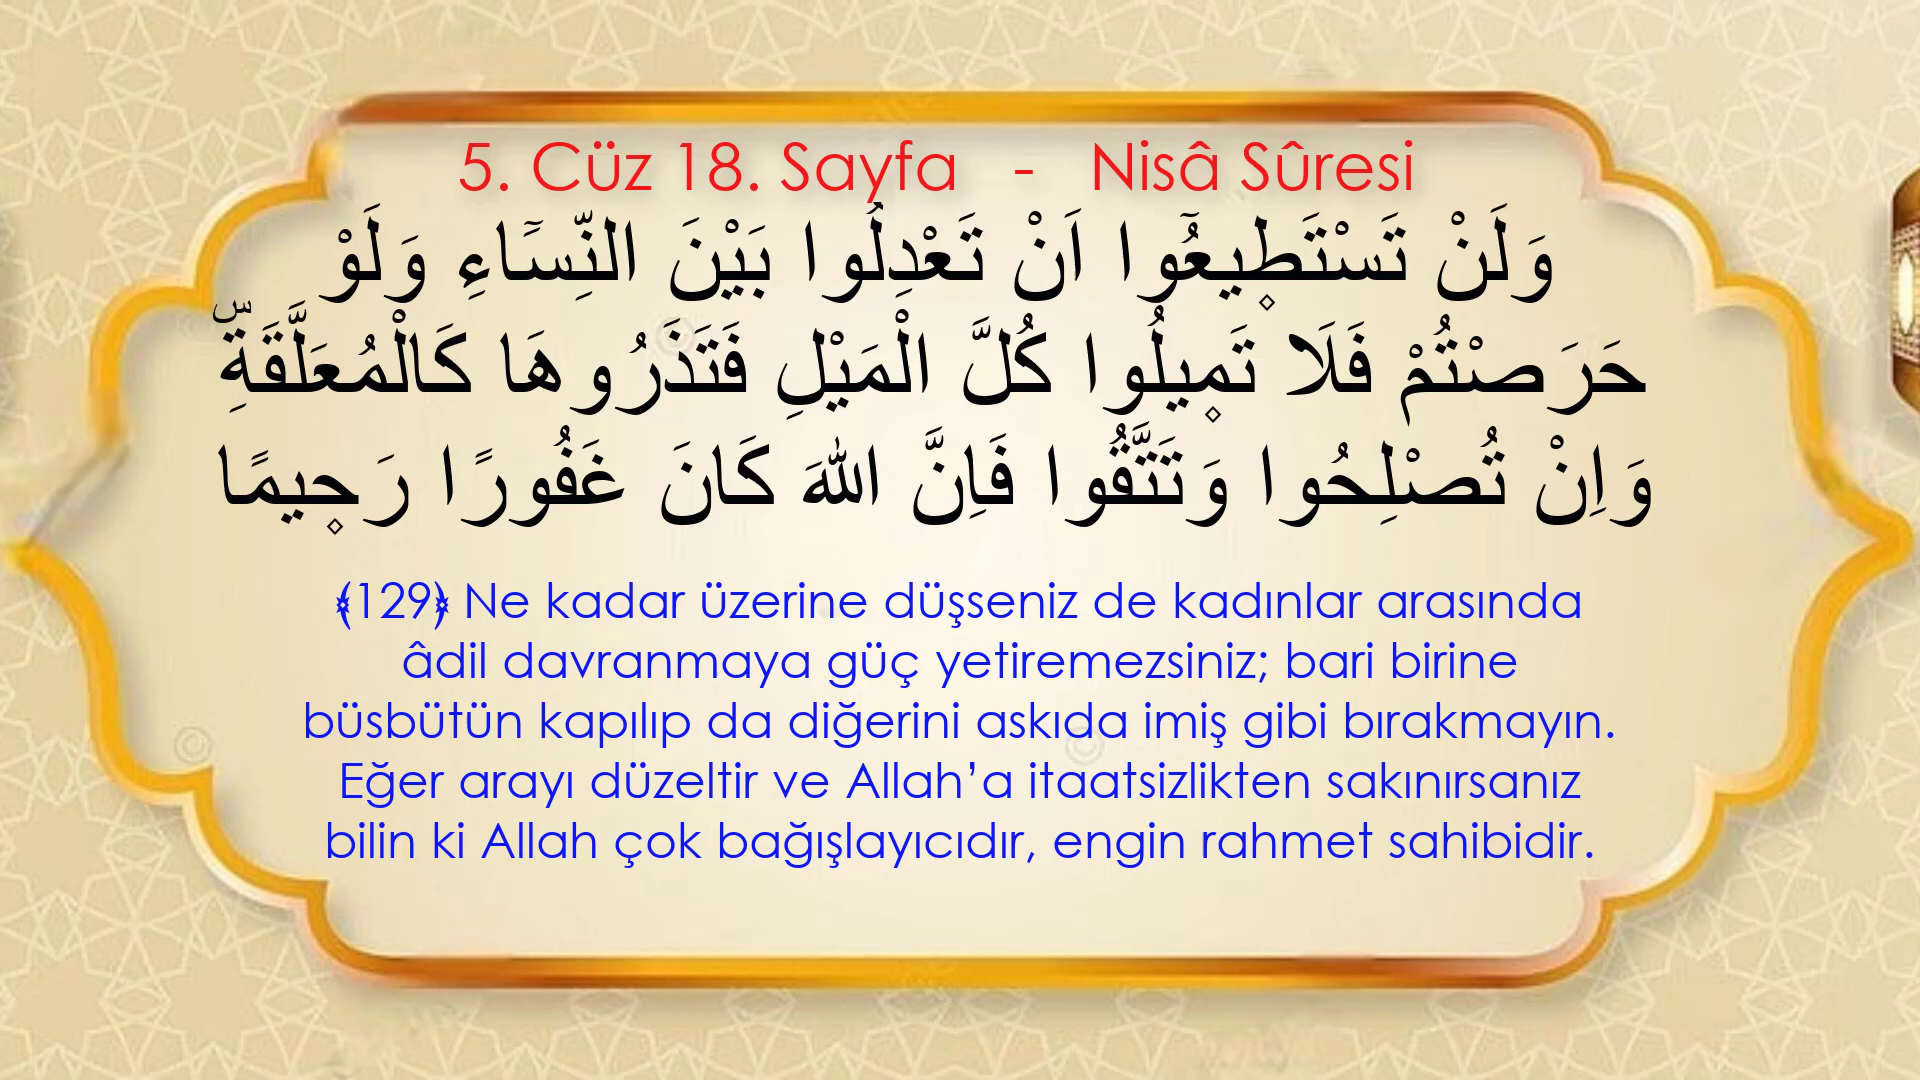 5. Cüz 18. Sayfa - Nisâ Sûresi
وَلَنْ تَسْتَط۪يعُٓوا اَنْ تَعْدِلُوا بَيْنَ النِّسَٓاءِ وَلَوْ
حَرَصْتُمْ فَلَا تَم۪يلُوا كُلَّ الْمَيْلِ فَتَذَرُوهَا كَالْمُعَلَّقَةِۜ
وَاِنْ تُصْلِحُوا وَتَتَّقُوا فَاِنَّ اللّٰهَ كَانَ غَفُورًا رَح۪يمًا
﴾129﴿ Ne kadar üzerine düşseniz de kadınlar arasında
âdil davranmaya güç yetiremezsiniz; bari birine
büsbütün kapılıp da diğerini askıda imiş gibi bırakmayın.
Eğer arayı düzeltir ve Allah’a itaatsizlikten sakınırsanız
bilin ki Allah çok bağışlayıcıdır, engin rahmet sahibidir.